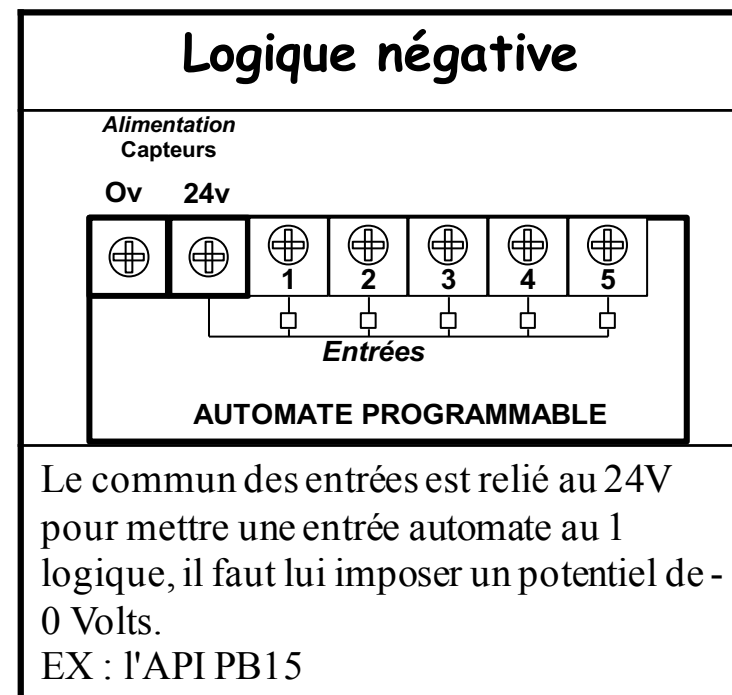 Logique négative
Alimentation
Capteurs
Ov 24v
1 2 3 4 5
Entrées
AUTOMATE PROGRAMMABLE
Le commun des entrées est relié au 24V
pour mettre une entrée automate au 1
logique, il faut lui imposer un potentiel de -
0 Volts.
EX : l'API PB15